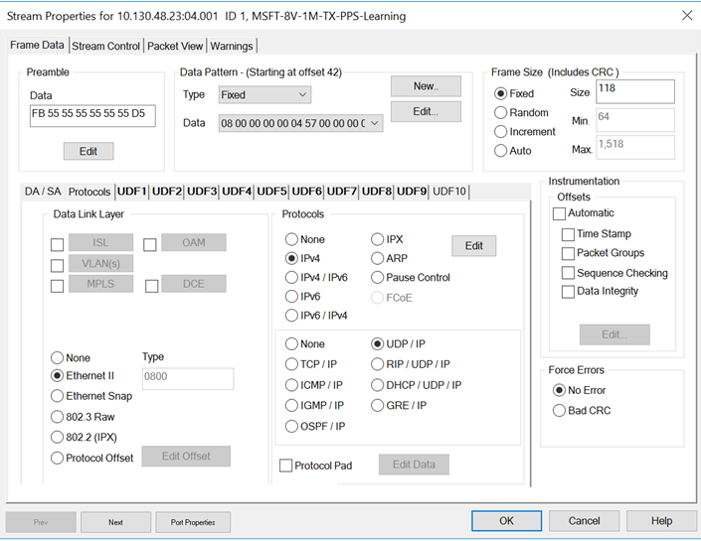 Stream Properties for 10.130.48.23:04.001 ID 1, MSFT-8V-1M-TX-PPS-Learning
Frame Data Stream Control Packet View Warnings
Preamble
Data
FB 55 55 55 55 55 55 D5
Edit
Data Pattern - (Starting at offset 42)
Type Fixed
New..
Edit...
Data 08 00 00 00 00 04 57 00 00 00 0
Frame Size (Includes CRC )
Fixed
Random
Increment
Auto
Size 118
Min. 64
Max. 1,518
DA / SA Protocols UDF1 UDF2 UDF3 UDF4 UDF5 UDF6 UDF7 UDF8 UDF9 UDF10
Data Link Layer
ISL OAM
VLAN(s)
MPLS DCE
None
Ethernet II
Ethernet Snap
802.3 Raw
802.2 (IPX)
Protocol Offset
Type
0800
Edit Offset
Protocols
None IPX
IPv4 ARP
IPv4 / IPv6 Pause Control
IPv6 FCoE
IPv6 / IPv4
Edit
None UDP / IP
TCP / IP RIP / UDP / IP
ICMP / IP DHCP / UDP / IP
IGMP / IP GRE / IP
OSPF / IP
Protocol Pad Edit Data
Instrumentation
Offsets
Automatic
Time Stamp
Packet Groups
Sequence Checking
Data Integrity
Edit...
Force Errors
No Error
Bad CRC
Prev Next Port Properties OK Cancel Help